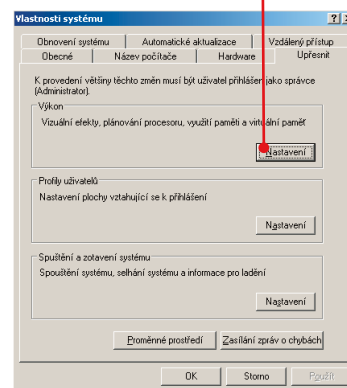 Vlastnosti systému
Obnovení systému Automatické aktualizace Vzdálený přístup
Obecné Název počítače Hardware Upřesnit
K provedení většiny těchto změn musí být uživatel přihlášen jako správce
(Administrator).
Výkon
Vizuální efekty, plánování procesoru, využití paměti a virtuální paměť
Nastavení
Profily uživatelů
Nastavení plochy vztahující se k přihlášení
Nastavení
Spuštění a zotavení systému
Spouštění systému, selhání systému a informace pro ladění
Nastavení
Proměnné prostředí Zasílání zpráv o chybách
OK Storno Použít